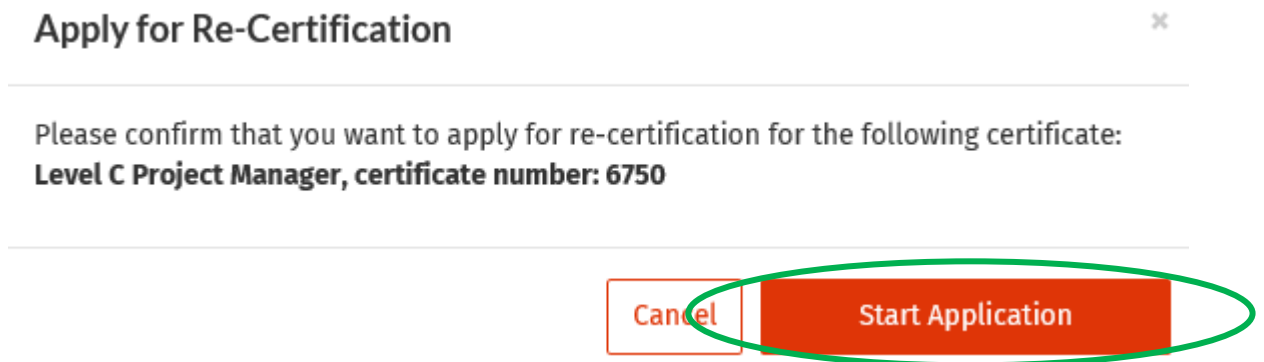 Apply for Re-Certification
Please confirm that you want to apply for re-certification for the following certificate:
Level C Project Manager, certificate number: 6750
Cancel Start Application